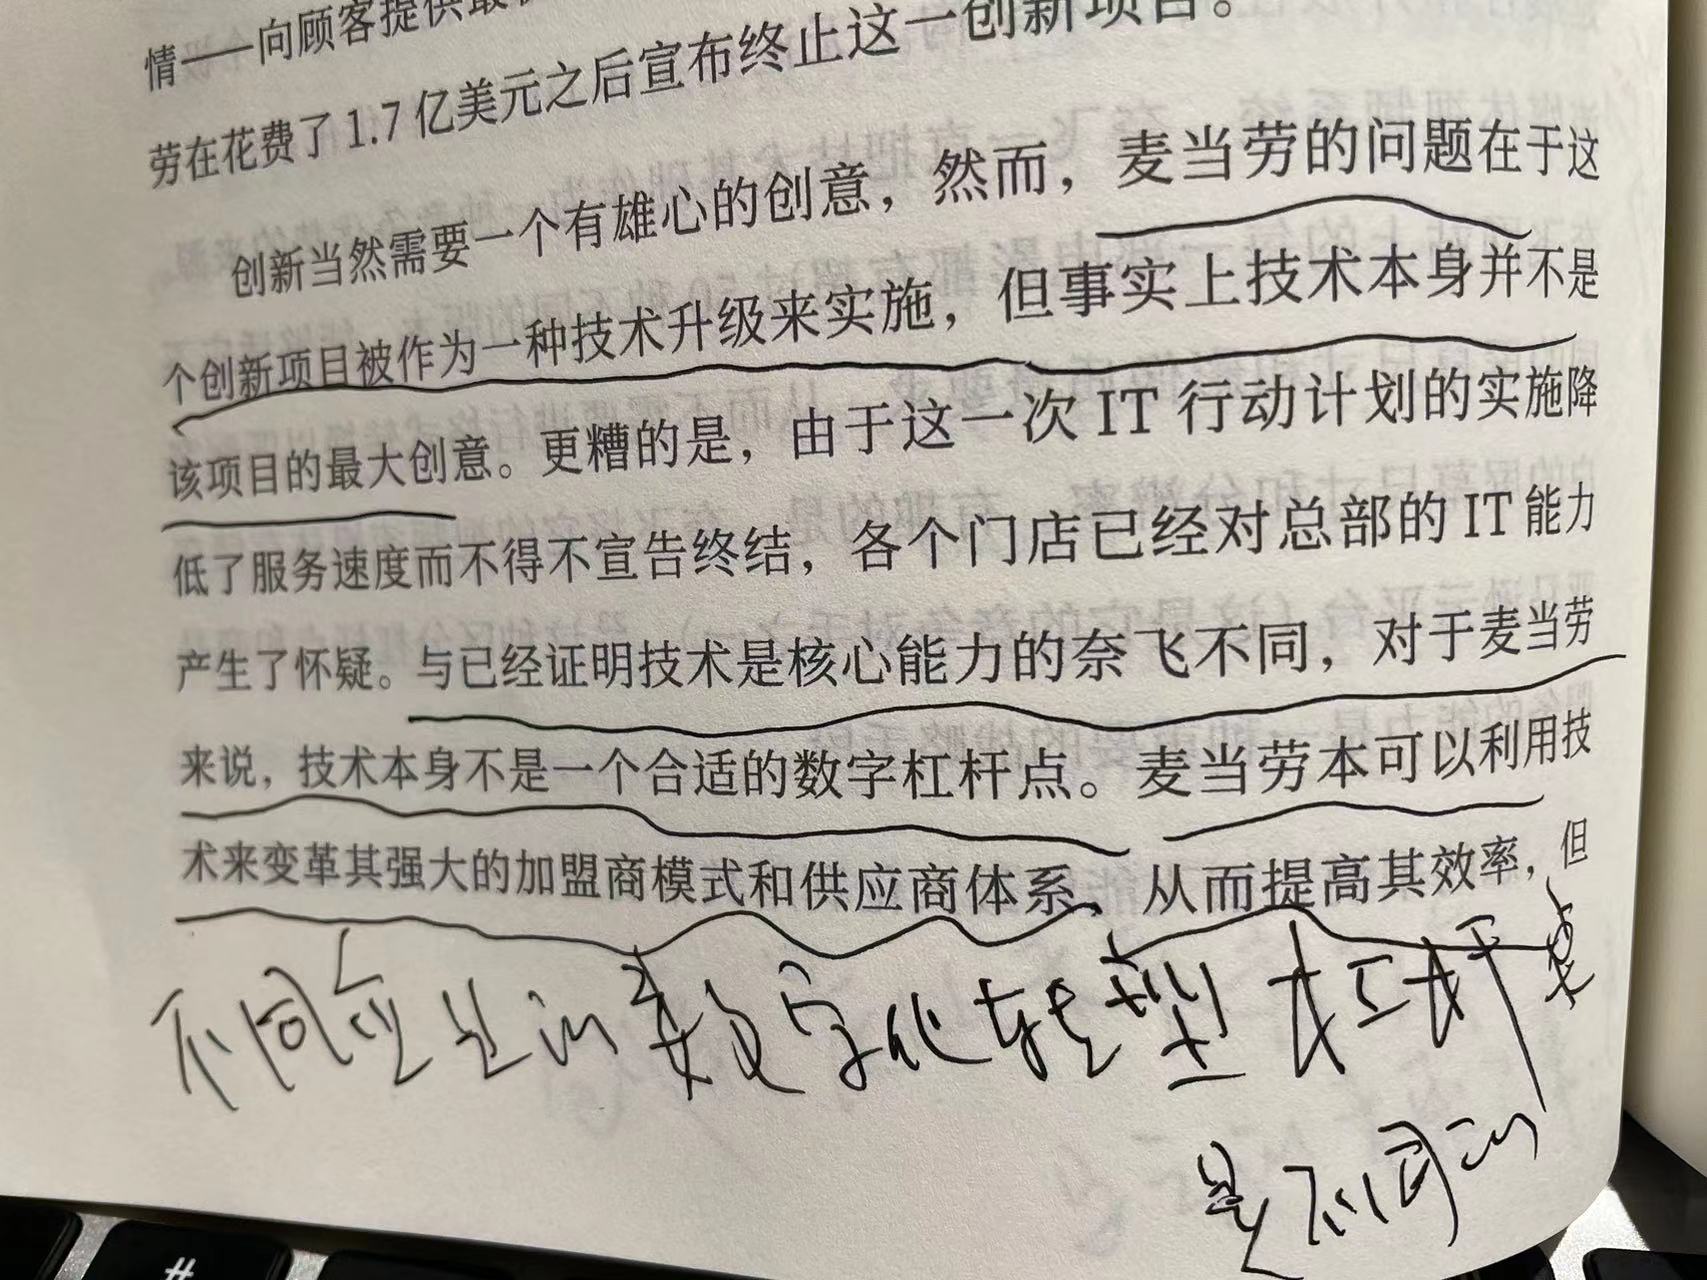 情——向顾客提供最
劳在花费了 1.7 亿美元之后宣布终止这一创新项目。
创新当然需要一个有雄心的创意，然而，麦当劳的问题在于这
个创新项目被作为一种技术升级来实施，但事实上技术本身并不是
该项目的最大创意。更糟的是，由于这一次 IT 行动计划的实施降
低了服务速度而不得不宣告终结，各个门店已经对总部的 IT 能力
产生了怀疑。与已经证明技术是核心能力的奈飞不同，对于麦当劳
来说，技术本身不是一个合适的数字杠杆点。麦当劳本可以利用技
术来变革其强大的加盟商模式和供应商体系，从而提高其效率，但
不同企业的数字化转型杠杆点
是不同的
#